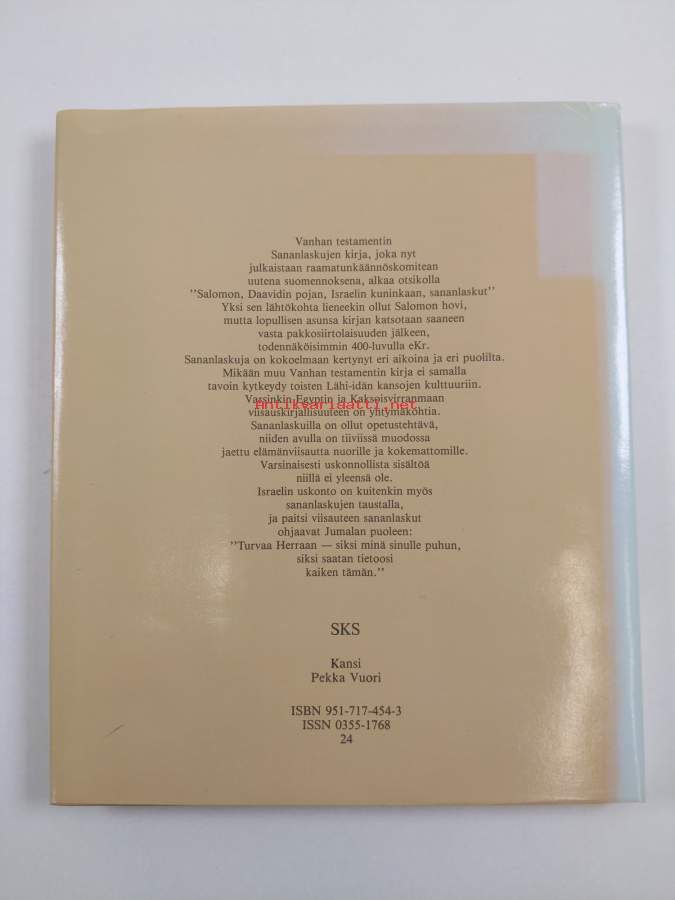 Vanhan testamentin
Sananlaskujen kirja, joka nyt
julkaistaan raamatunkäännöskomitean
uutena suomennoksena, alkaa otsikolla
"Salomon, Daavidin pojan, Israelin kuninkaan, sananlaskut"
Yksi sen lähtökohta lieneekin ollut Salomon hovi,
mutta lopullisen asunsa kirjan katsotaan saaneen
vasta pakkosiirtolaisuuden jälkeen,
todennäköisimmin 400-luvulla eKr.
Sananlaskuja on kokoelmaan kertynyt eri aikoina ja eri puolilta.
Mikään muu Vanhan testamentin kirja ei samalla
tavoin kytkeydy toisten Lähi-idän kansojen kulttuuriin.
Varsinkin Egyptin ja Kaksoisvirranmaan
Antikvariaatti.net
viisauskirjallisuuteen on yhtymäkohtia.
Sananlaskuilla on ollut opetustehtävä,
niiden avulla on tiiviissä muodossa
jaettu elämänviisautta nuorille ja kokemattomille.
Varsinaisesti uskonnollista sisältöä
niillä ei yleensä ole.
Israelin uskonto on kuitenkin myös
sananlaskujen taustalla,
ja paitsi viisauteen sananlaskut
ohjaavat Jumalan puoleen:
"Turvaa Herraan — siksi minä sinulle puhun,
siksi saatan tietoosi
kaiken tämän."
SKS
Kansi
Pekka Vuori
ISBN 951-717-454-3
ISSN 0355-1768
24